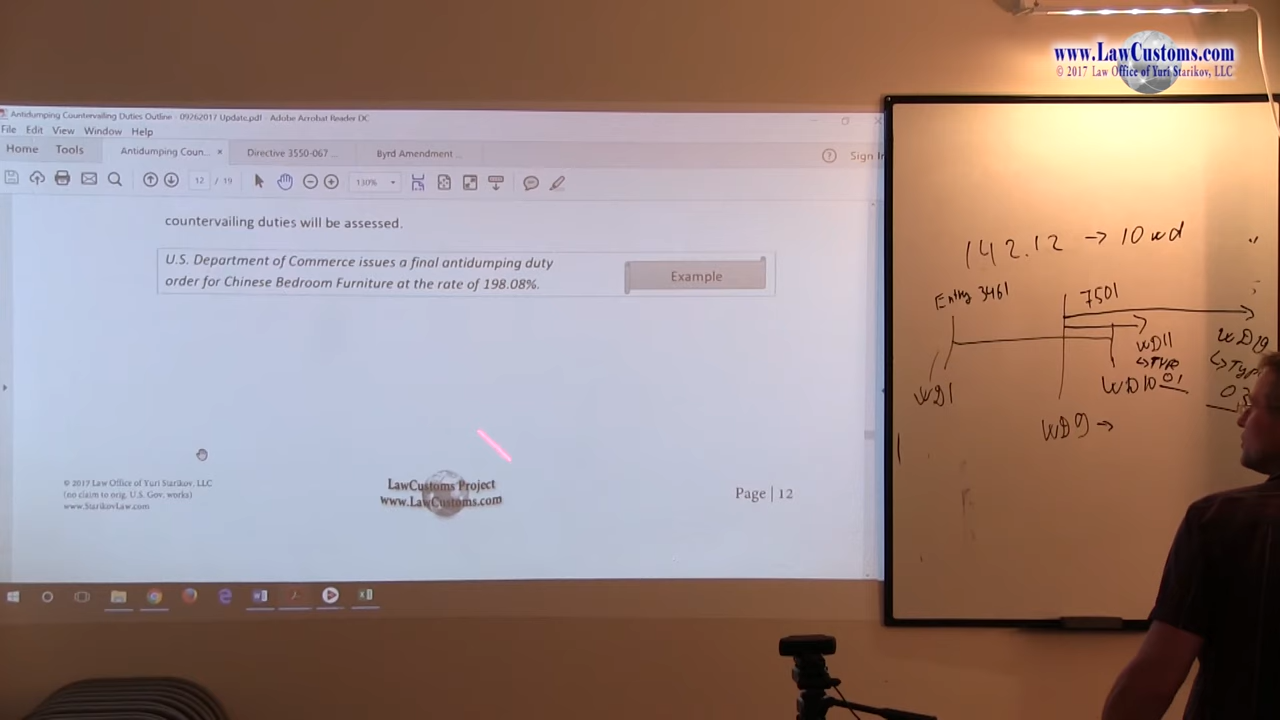 www.LawCustoms.com
© 2017 Law Office of Yuri Starikov, LLC
Antidumping Countervailing Duties Outline - 09262017 Update.pdf - Adobe Acrobat Reader DC
File Edit View Window Help
Home Tools Antidumping Coun... × Directive 3550-067 ... Byrd Amendment ... Sign In
12 / 19 130%
countervailing duties will be assessed.
U.S. Department of Commerce issues a final antidumping duty
order for Chinese Bedroom Furniture at the rate of 198.08%.
Example
© 2017 Law Office of Yuri Starikov, LLC
(no claim to orig. U.S. Gov. works)
www.StarikovLaw.com
LawCustoms Project
www.LawCustoms.com
Page | 12
142.12 → 10 wd
Entry 3461
7501
WD1
WD9 →
WD10
WD11
↳ TYPE
01
WD19
↳ TYP
03